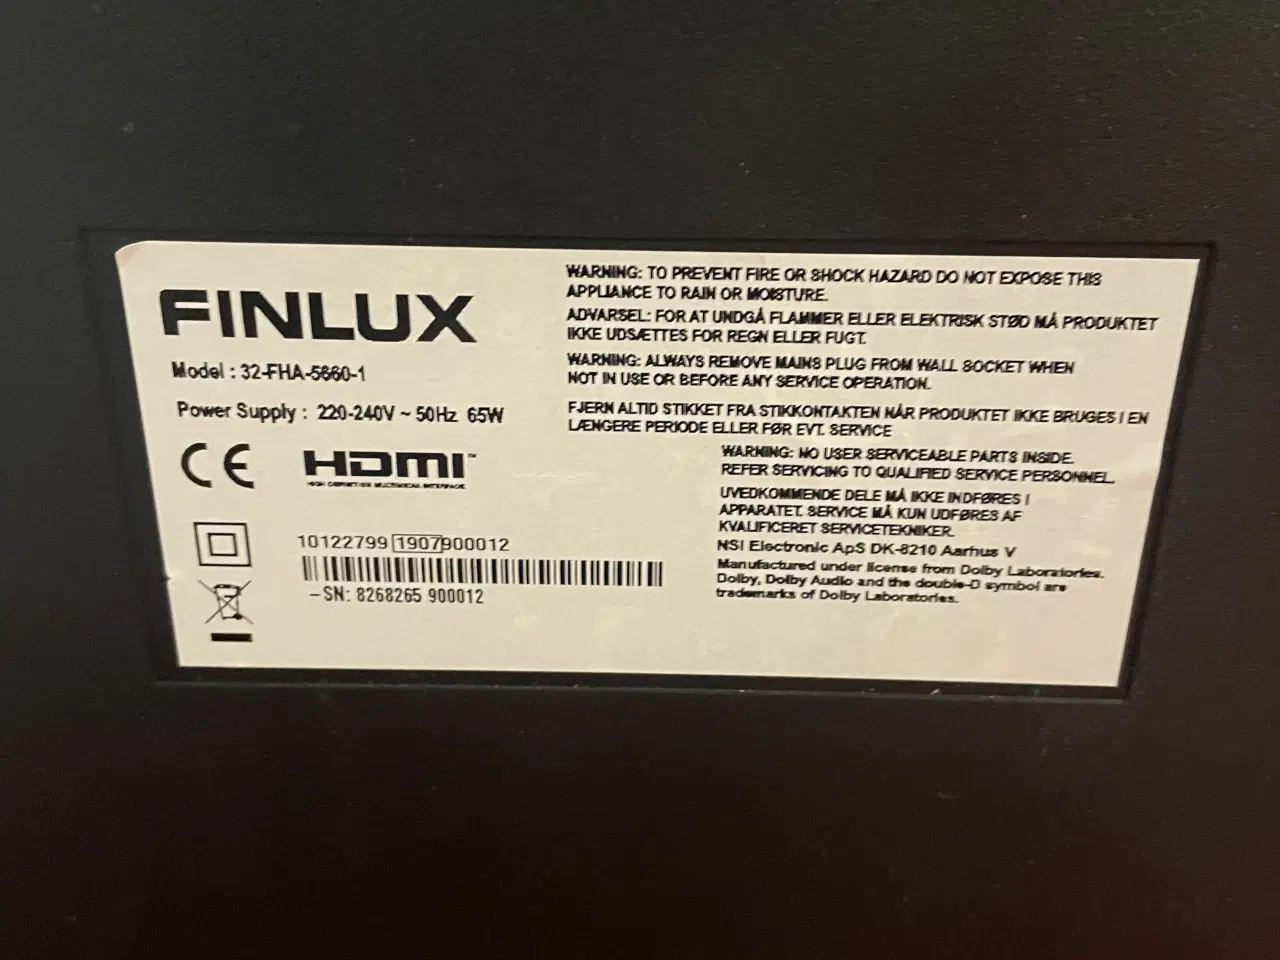 FINLUX
Model : 32-FHA-5660-1
Power Supply : 220-240V ~ 50Hz 65W
CE HDMI™
HIGH DEFINITION MULTIMEDIA INTERFACE
10122799 1907900012
–SN: 8268265 900012
WARNING: TO PREVENT FIRE OR SHOCK HAZARD DO NOT EXPOSE THIS
APPLIANCE TO RAIN OR MOISTURE.
ADVARSEL: FOR AT UNDGÅ FLAMMER ELLER ELEKTRISK STØD MÅ PRODUKTET
IKKE UDSÆTTES FOR REGN ELLER FUGT.
WARNING: ALWAYS REMOVE MAINS PLUG FROM WALL SOCKET WHEN
NOT IN USE OR BEFORE ANY SERVICE OPERATION.
FJERN ALTID STIKKET FRA STIKKONTAKTEN NÅR PRODUKTET IKKE BRUGES I EN
LÆNGERE PERIODE ELLER FØR EVT. SERVICE
WARNING: NO USER SERVICEABLE PARTS INSIDE.
REFER SERVICING TO QUALIFIED SERVICE PERSONNEL.
UVEDKOMMENDE DELE MÅ IKKE INDFØRES I
APPARATET. SERVICE MÅ KUN UDFØRES AF
KVALIFICERET SERVICETEKNIKER.
NSI Electronic ApS DK-8210 Aarhus V
Manufactured under license from Dolby Laboratories.
Dolby, Dolby Audio and the double-D symbol are
trademarks of Dolby Laboratories.